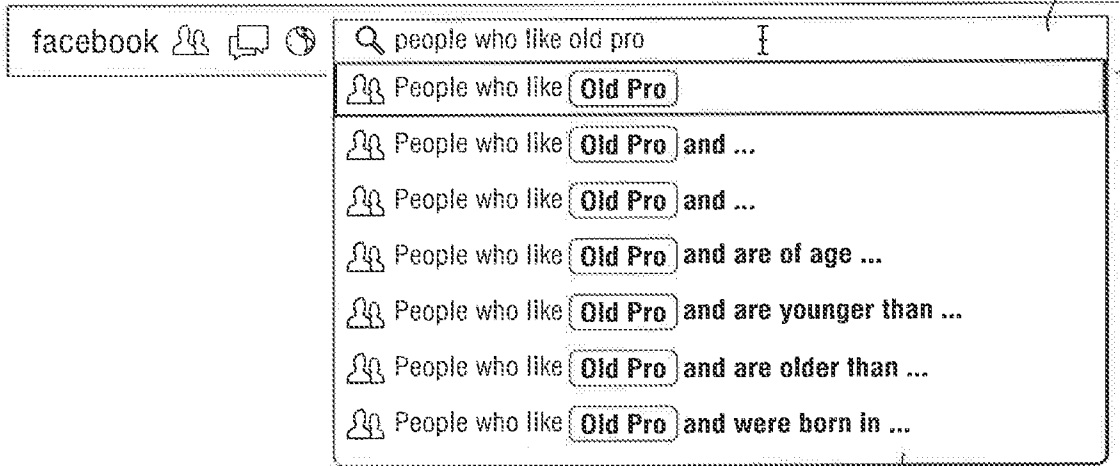 facebook people who like old pro
People who like Old Pro
People who like Old Pro and ...
People who like Old Pro and ...
People who like Old Pro and are of age ...
People who like Old Pro and are younger than ...
People who like Old Pro and are older than ...
People who like Old Pro and were born in ...